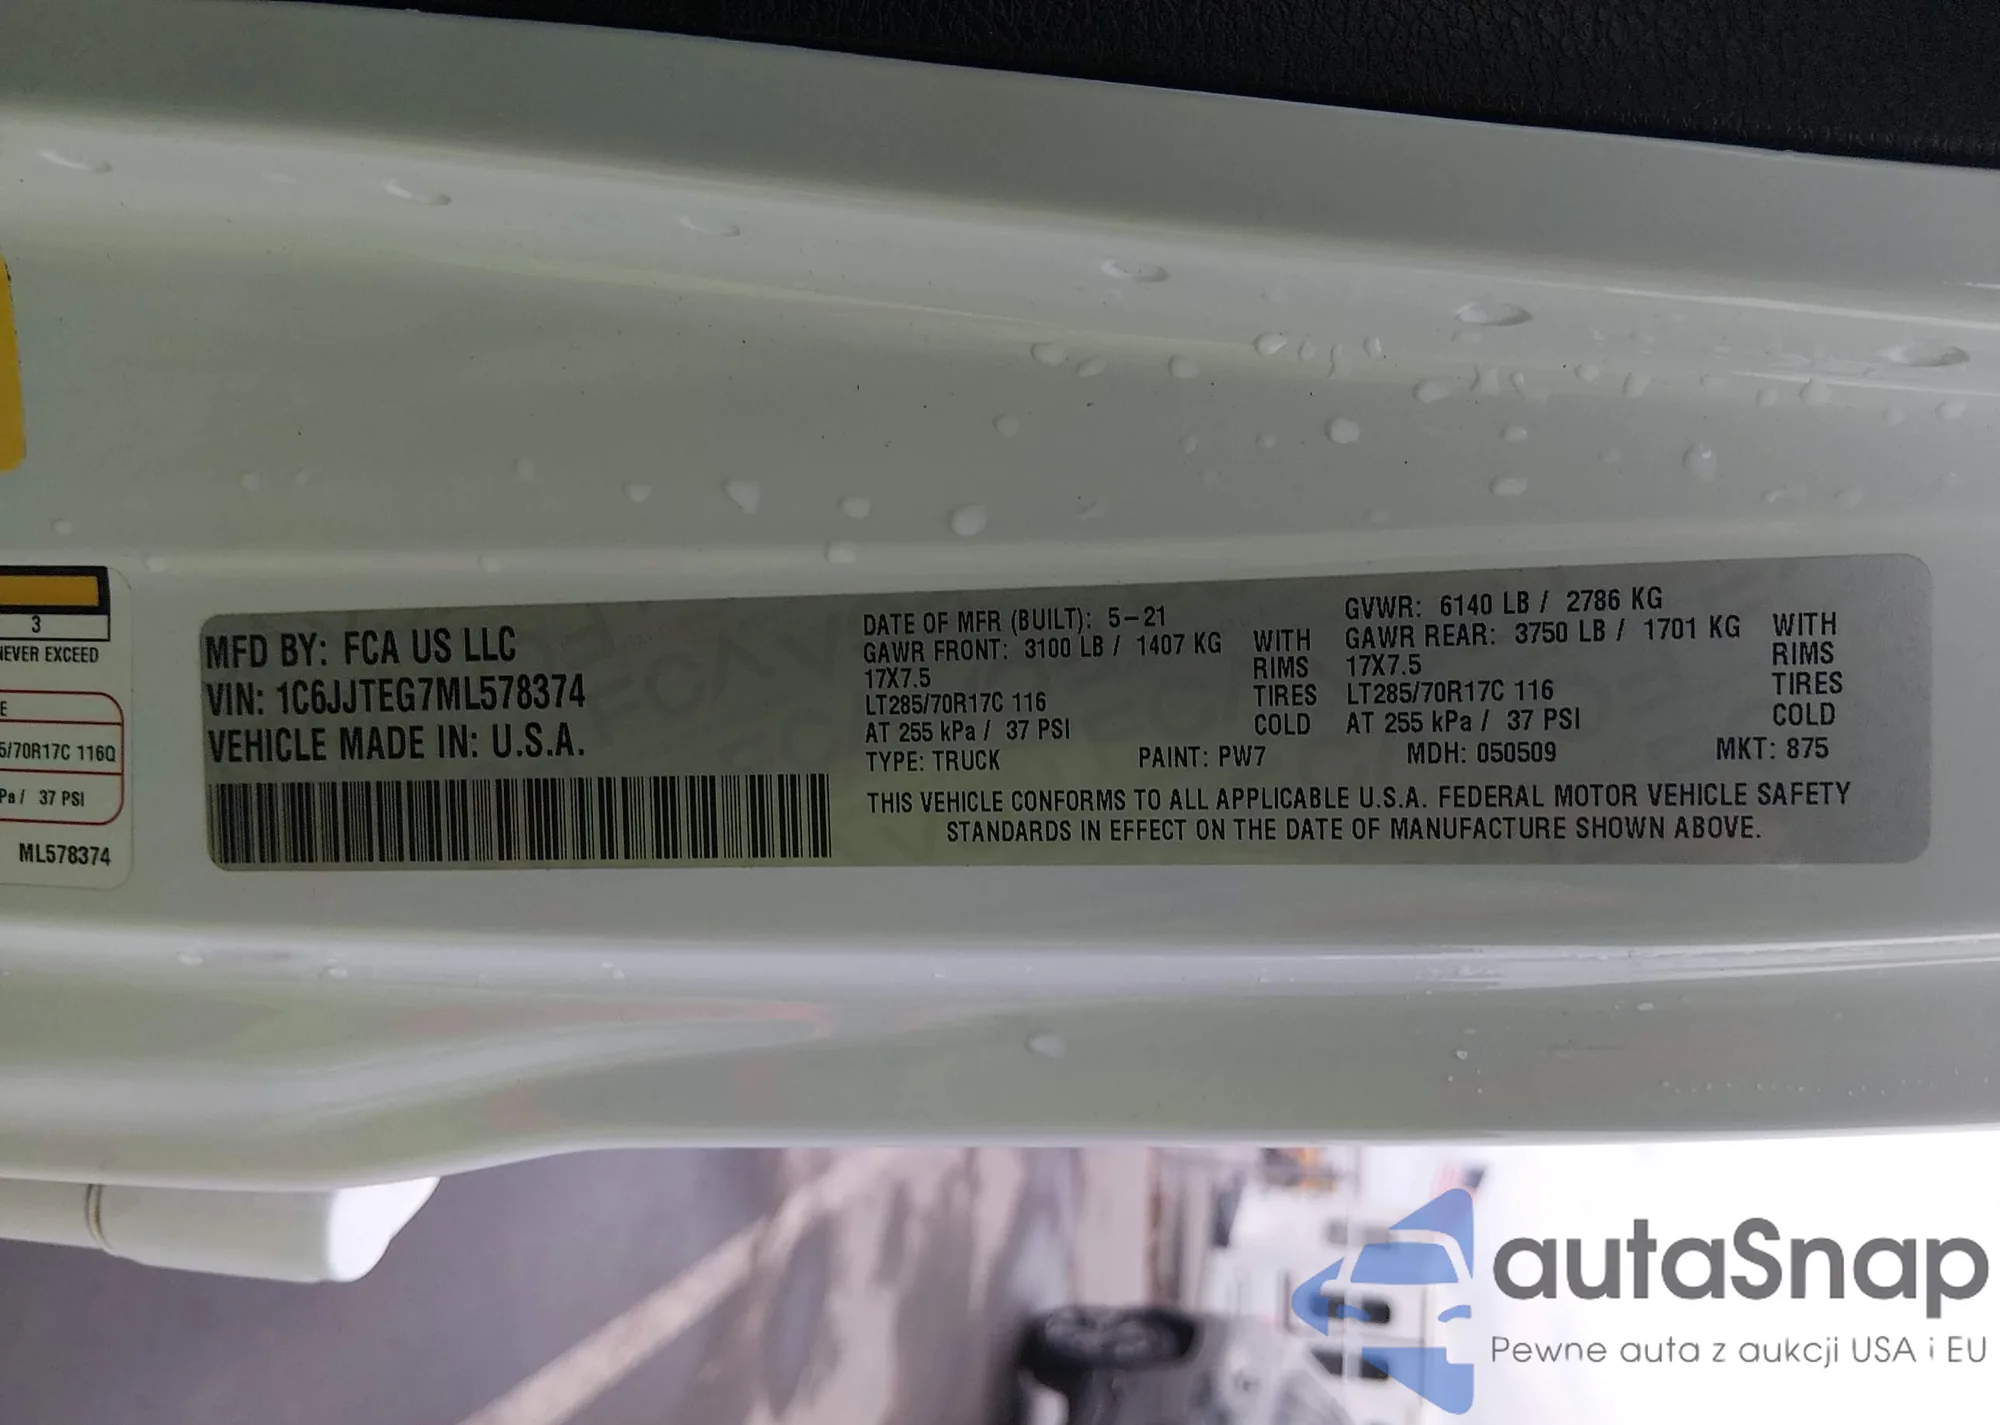 3
NEVER EXCEED
E
5/70R17C 116Q
Pa / 37 PSI
ML578374
MFD BY: FCA US LLC
VIN: 1C6JJTEG7ML578374
VEHICLE MADE IN: U.S.A.
DATE OF MFR (BUILT): 5-21
GAWR FRONT: 3100 LB / 1407 KG WITH
17X7.5 RIMS
LT285/70R17C 116 TIRES
AT 255 kPa / 37 PSI COLD
GVWR: 6140 LB / 2786 KG
GAWR REAR: 3750 LB / 1701 KG WITH
17X7.5 RIMS
LT285/70R17C 116 TIRES
AT 255 kPa / 37 PSI COLD
TYPE: TRUCK PAINT: PW7 MDH: 050509 MKT: 875
THIS VEHICLE CONFORMS TO ALL APPLICABLE U.S.A. FEDERAL MOTOR VEHICLE SAFETY
STANDARDS IN EFFECT ON THE DATE OF MANUFACTURE SHOWN ABOVE.
autaSnap
Pewne auta z aukcji USA i EU